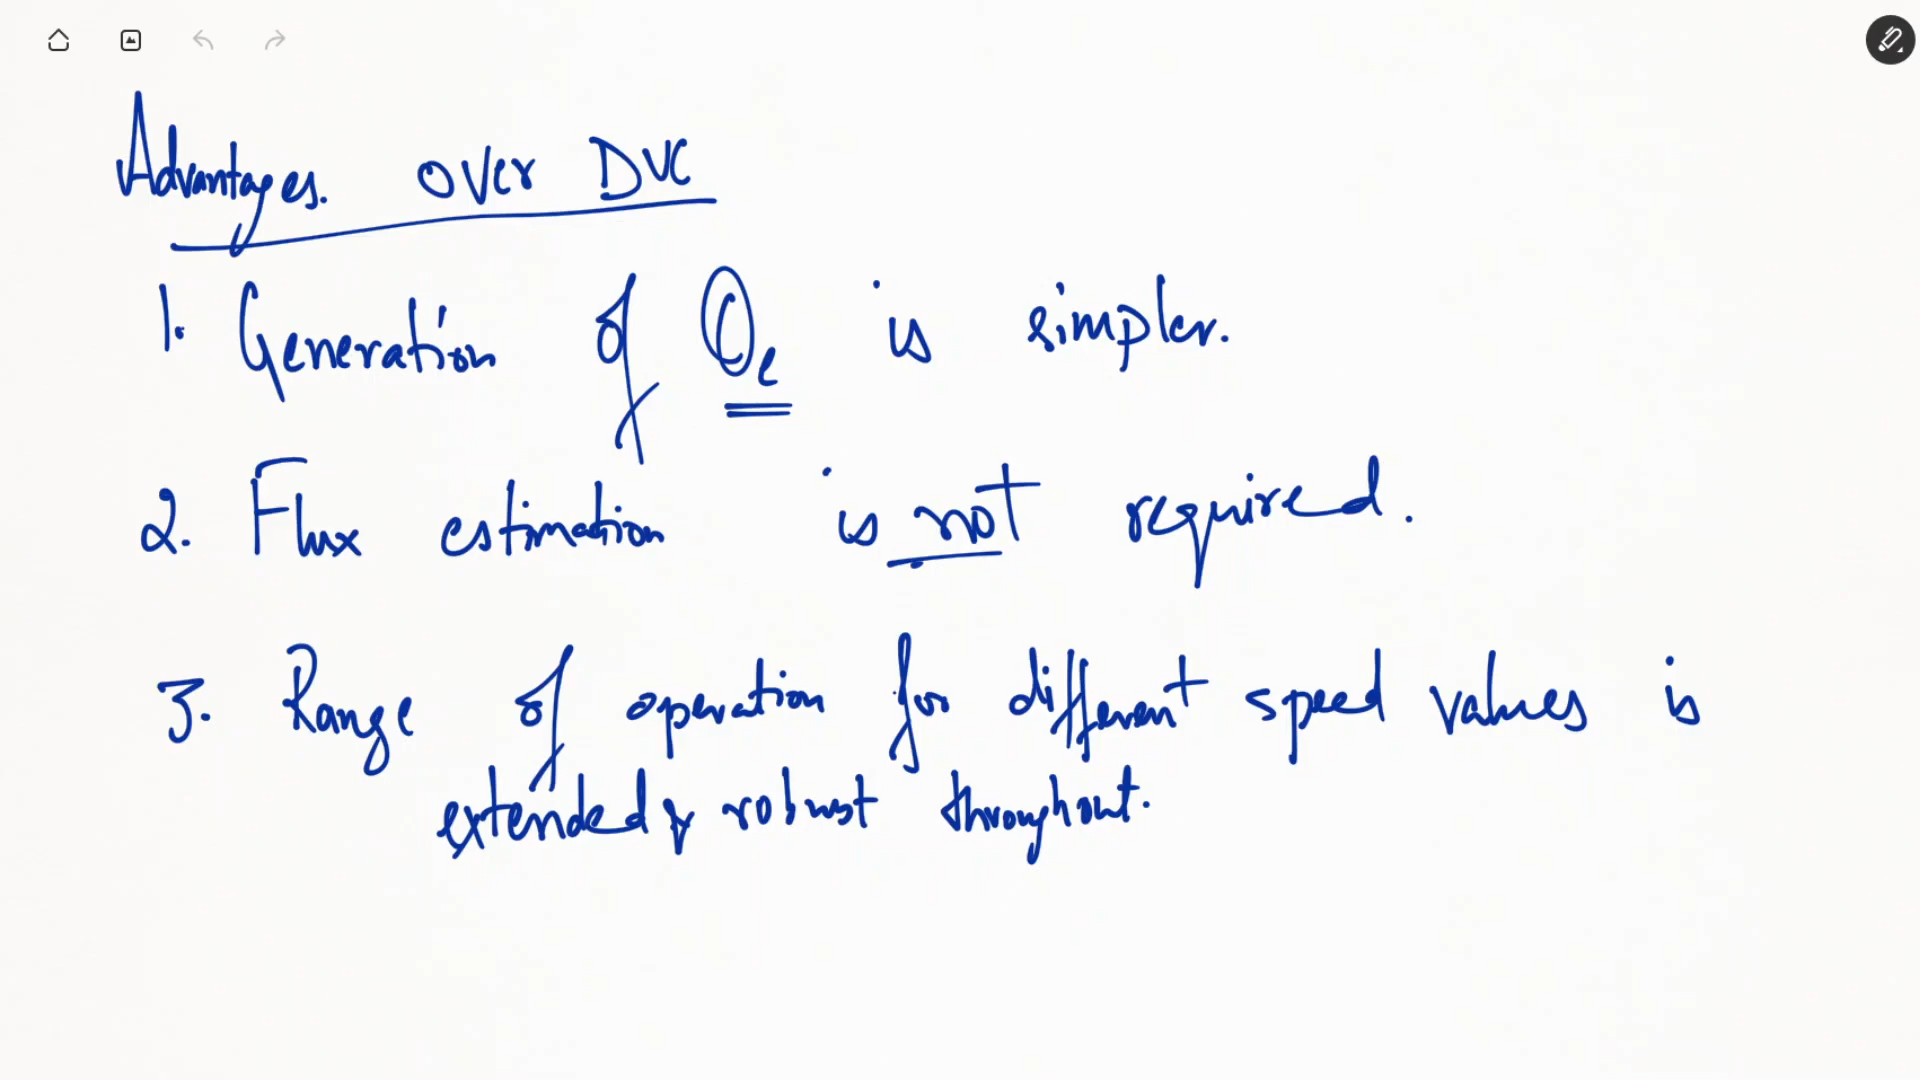 Advantages. over DVC
1. Generation of θe is simpler.
2. Flux estimation is not required.
3. Range of operation for different speed values is
extended & robust throughout.